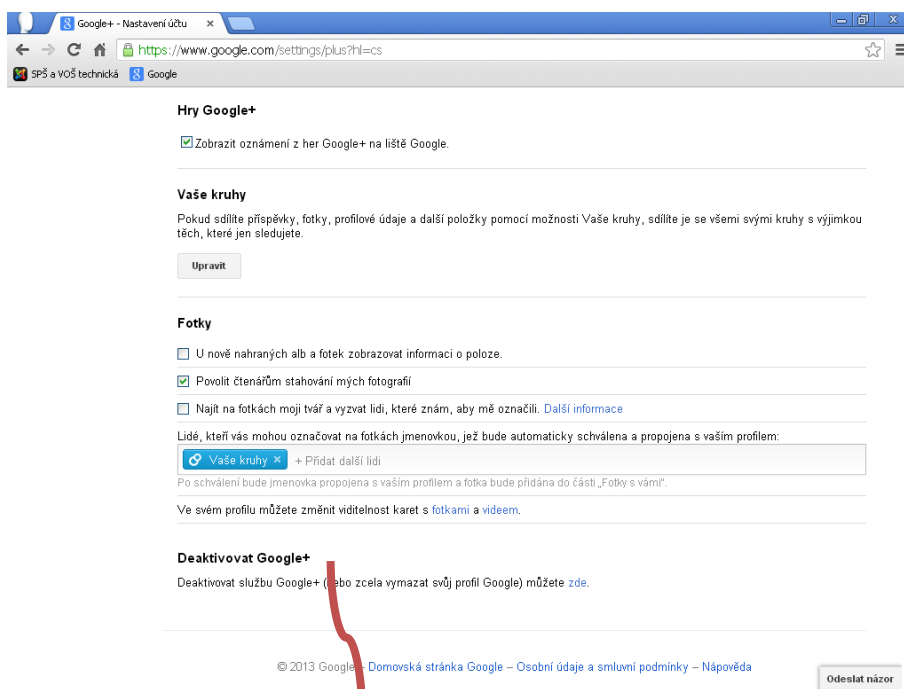 Google+ - Nastavení účtu
https://www.google.com/settings/plus?hl=cs
SPŠ a VOŠ technická Google
Hry Google+
Zobrazit oznámení z her Google+ na liště Google.
Vaše kruhy
Pokud sdílíte příspěvky, fotky, profilové údaje a další položky pomocí možnosti Vaše kruhy, sdílíte je se všemi svými kruhy s výjimkou
těch, které jen sledujete.
Upravit
Fotky
U nově nahraných alb a fotek zobrazovat informaci o poloze.
Povolit čtenářům stahování mých fotografií
Najít na fotkách moji tvář a vyzvat lidi, které znám, aby mě označili. Další informace
Lidé, kteří vás mohou označovat na fotkách jmenovkou, jež bude automaticky schválena a propojena s vaším profilem:
Vaše kruhy × + Přidat další lidi
Po schválení bude jmenovka propojena s vaším profilem a fotka bude přidána do části „Fotky s vámi".
Ve svém profilu můžete změnit viditelnost karet s fotkami a videem.
Deaktivovat Google+
Deaktivovat službu Google+ (nebo zcela vymazat svůj profil Google) můžete zde.
© 2013 Google – Domovská stránka Google – Osobní údaje a smluvní podmínky – Nápověda
Odeslat názor